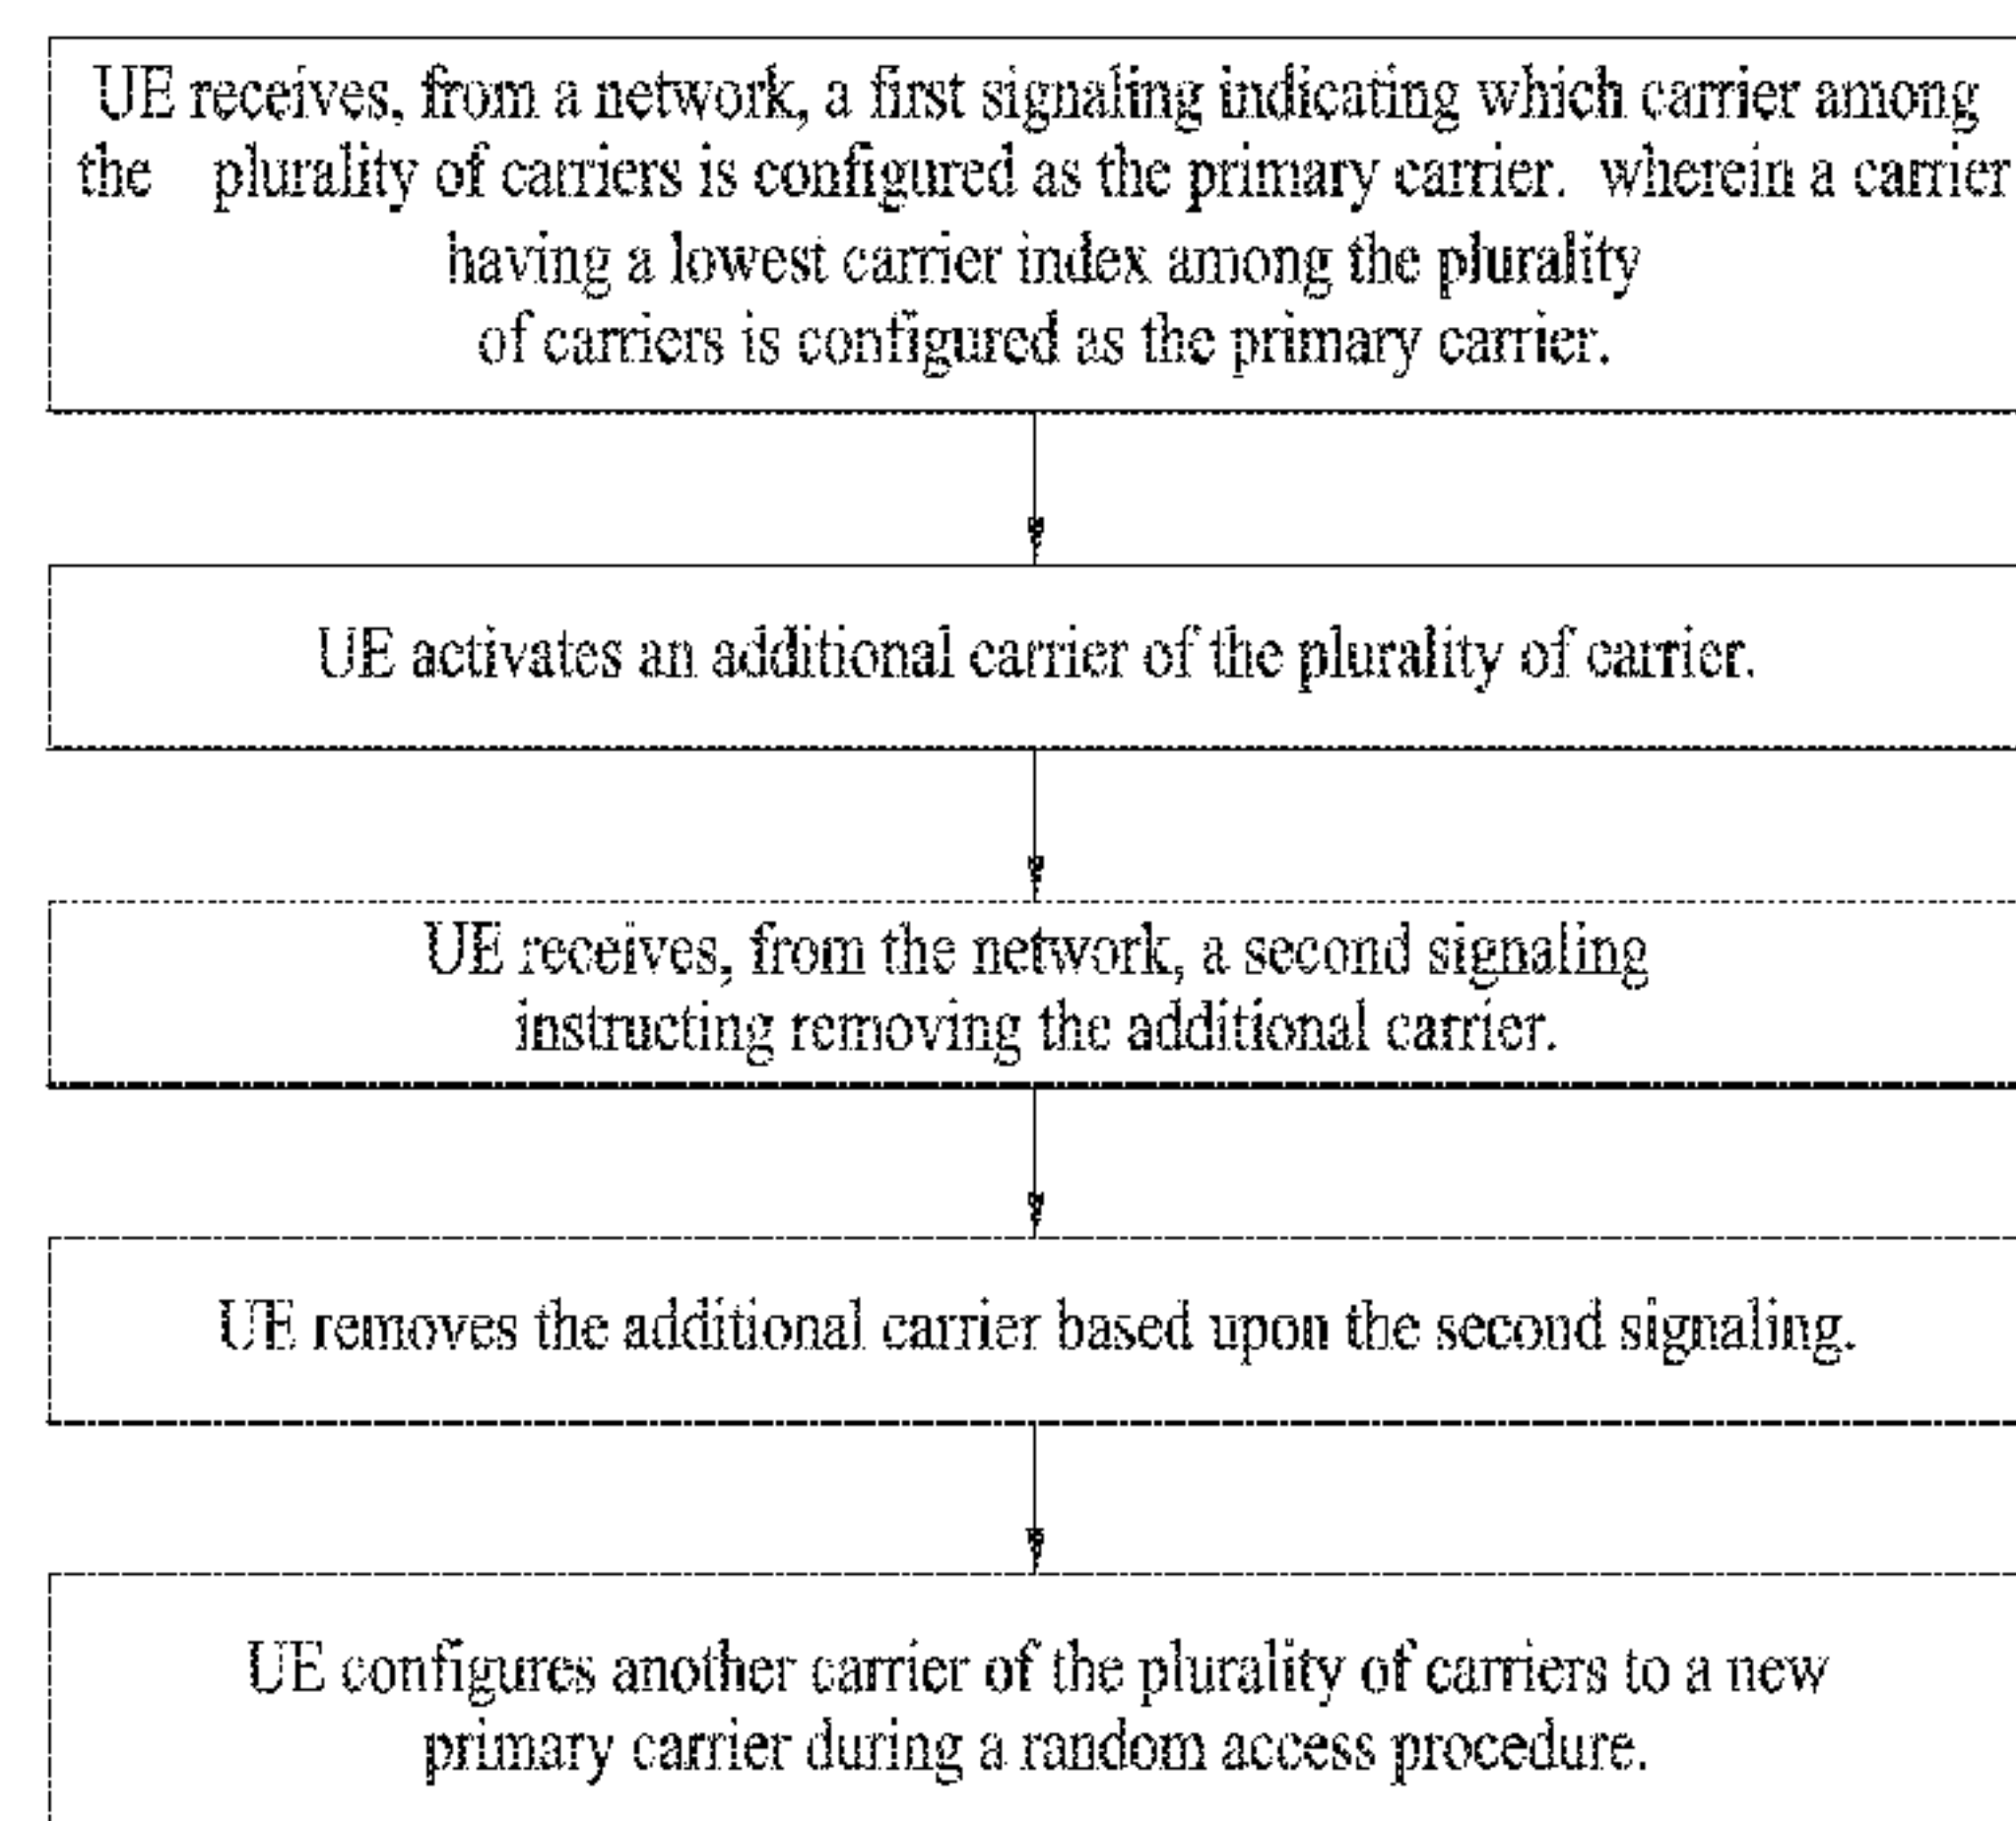 UE receives, from a network, a first signaling indicating which carrier among
the plurality of carriers is configured as the primary carrier. wherein a carrier
having a lowest carrier index among the plurality
of carriers is configured as the primary carrier.
UE activates an additional carrier of the plurality of carrier.
UE receives, from the network, a second signaling
instructing removing the additional carrier.
UE removes the additional carrier based upon the second signaling.
UE configures another carrier of the plurality of carriers to a new
primary carrier during a random access procedure.